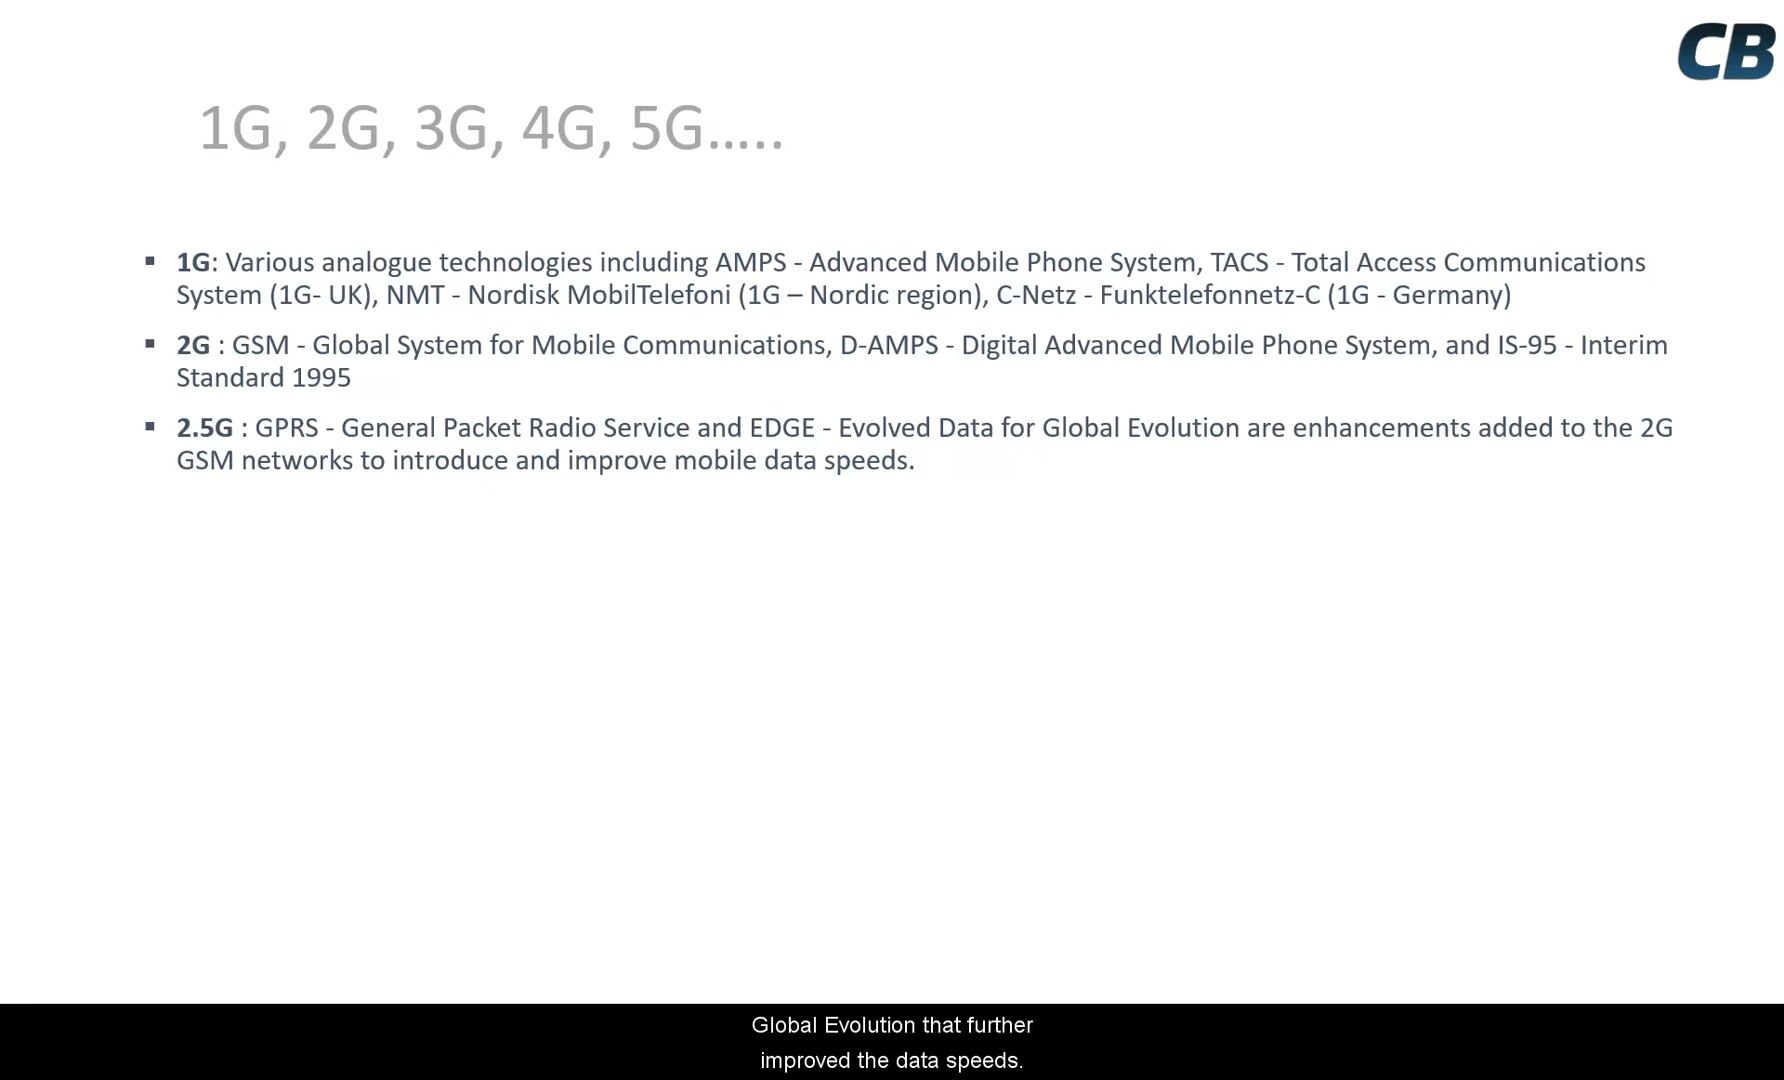 CB
1G, 2G, 3G, 4G, 5G…..
▪ 1G: Various analogue technologies including AMPS - Advanced Mobile Phone System, TACS - Total Access Communications
System (1G- UK), NMT - Nordisk MobilTelefoni (1G – Nordic region), C-Netz - Funktelefonnetz-C (1G - Germany)
▪ 2G : GSM - Global System for Mobile Communications, D-AMPS - Digital Advanced Mobile Phone System, and IS-95 - Interim
Standard 1995
▪ 2.5G : GPRS - General Packet Radio Service and EDGE - Evolved Data for Global Evolution are enhancements added to the 2G
GSM networks to introduce and improve mobile data speeds.
Global Evolution that further
improved the data speeds.